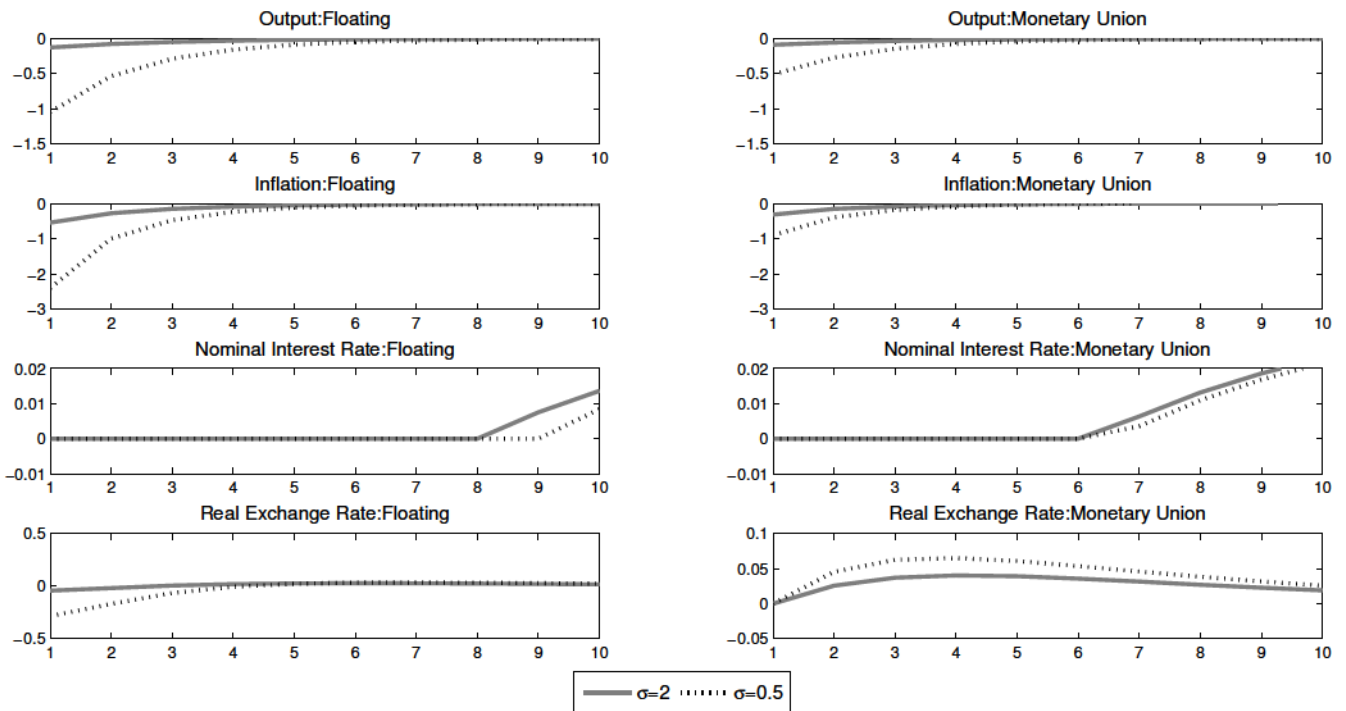 Output:Floating
0
−0.5
−1
−1.5
1 2 3 4 5 6 7 8 9 10
Output:Monetary Union
0
−0.5
−1
−1.5
1 2 3 4 5 6 7 8 9 10
Inflation:Floating
0
−1
−2
−3
1 2 3 4 5 6 7 8 9 10
Inflation:Monetary Union
0
−1
−2
−3
1 2 3 4 5 6 7 8 9 10
Nominal Interest Rate:Floating
0.02
0.01
0
−0.01
1 2 3 4 5 6 7 8 9 10
Nominal Interest Rate:Monetary Union
0.02
0.01
0
−0.01
1 2 3 4 5 6 7 8 9 10
Real Exchange Rate:Floating
0.5
0
−0.5
1 2 3 4 5 6 7 8 9 10
Real Exchange Rate:Monetary Union
0.1
0.05
0
−0.05
1 2 3 4 5 6 7 8 9 10
σ=2 σ=0.5